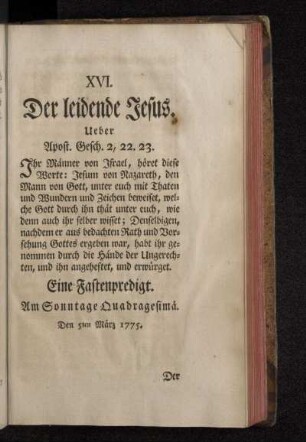 XVI.
Der leidende Jesus.
Ueber
Apost. Gesch. 2, 22. 23.
Ihr Männer von Israel, höret diese
Worte: Jesum von Nazareth, den
Mann von Gott, unter euch mit Thaten
und Wundern und Zeichen beweiset, wel-
che Gott durch ihn thät unter euch, wie
denn auch ihr selber wisset; Denselbigen,
nachdem er aus bedachten Rath und Vor-
sehung Gottes ergeben war, habt ihr ge-
nommen durch die Hände der Ungerech-
ten, und ihn angeheftet, und erwürget.
Eine Fastenpredigt.
Am Sonntage Quadragesimä.
Den 5ten März 1775.
Der